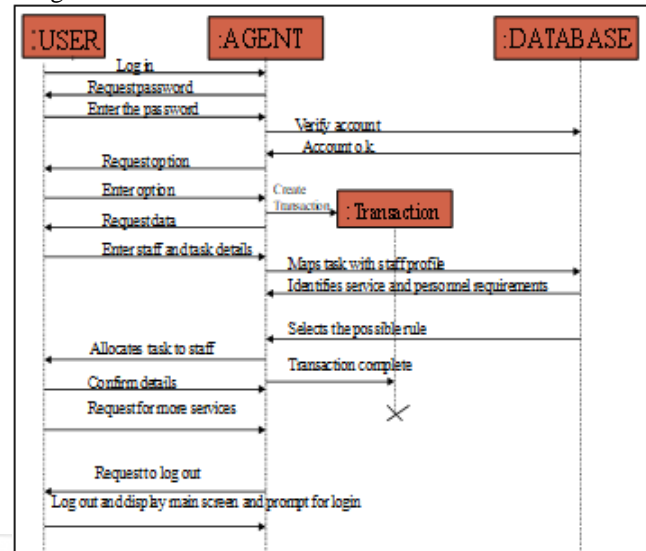 :USER
:AGENT
:DATABASE
Log in
Request password
Enter the password
Verify account
Account o.k.
Request option
Enter option
Create
Transaction
: Transaction
Request data
Enter staff and task details
Maps task with staff profile
Identifies service and personnel requirements
Selects the possible rule
Allocates task to staff
Transaction complete
Confirm details
Request for more services
Request to log out
Log out and display main screen and prompt for login